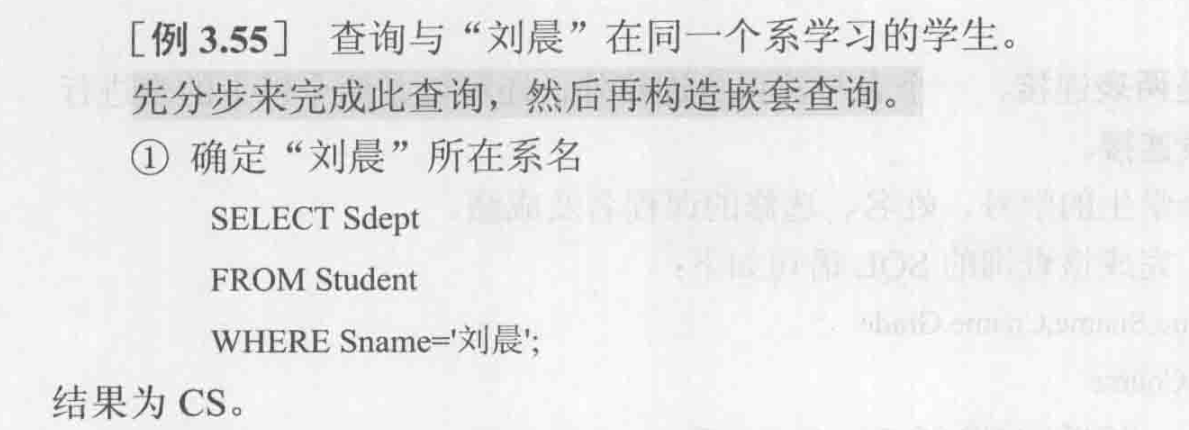 ［例 3.55］ 查询与“刘晨”在同一个系学习的学生。
先分步来完成此查询，然后再构造嵌套查询。
① 确定“刘晨”所在系名
SELECT Sdept
FROM Student
WHERE Sname='刘晨';
结果为 CS。